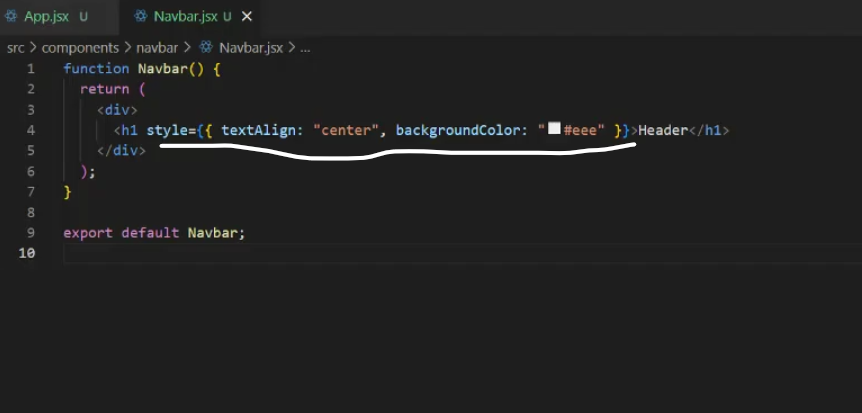 App.jsx U Navbar.jsx U ✕
src > components > navbar > Navbar.jsx > ...
1 function Navbar() {
2   return (
3     <div>
4       <h1 style={{ textAlign: "center", backgroundColor: "#eee" }}>Header</h1>
5     </div>
6   );
7 }
8
9 export default Navbar;
10